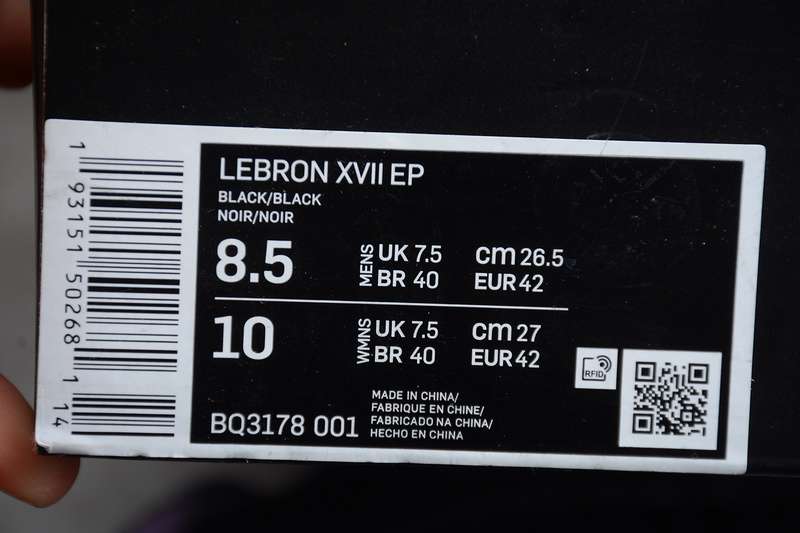 LEBRON XVII EP
BLACK/BLACK
NOIR/NOIR
8.5
MENS
UK 7.5
BR 40
cm 26.5
EUR 42
10
WMNS
UK 7.5
BR 40
cm 27
EUR 42
BQ3178 001
MADE IN CHINA/
FABRIQUE EN CHINE/
FABRICADO NA CHINA/
HECHO EN CHINA
RFID
1 93151 50268 1 14